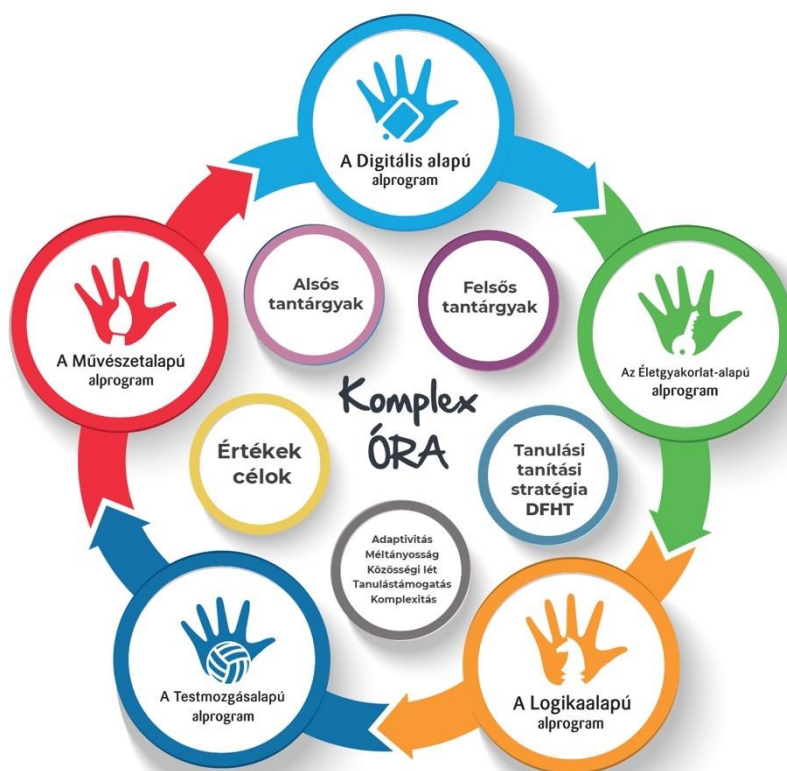 A Digitális alapú
alprogram
Alsós
tantárgyak
Felsős
tantárgyak
A Művészetalapú
alprogram
Az Életgyakorlat-alapú
alprogram
Komplex
ÓRA
Értékek
célok
Tanulási
tanítási
stratégia
DFHT
Adaptivitás
Méltányosság
Közösségi lét
Tanulástámogatás
Komplexitás
A Testmozgásalapú
alprogram
A Logikaalapú
alprogram